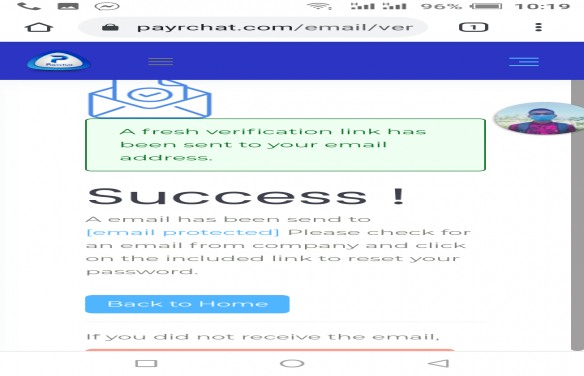 96% 10:19
payrchat.com/email/ver
1
Payrchat
A fresh verification link has
been sent to your email
address.
Success !
A email has been send to
[email protected] Please check for
an email from company and click
on the included link to reset your
password.
Back to Home
If you did not receive the email,